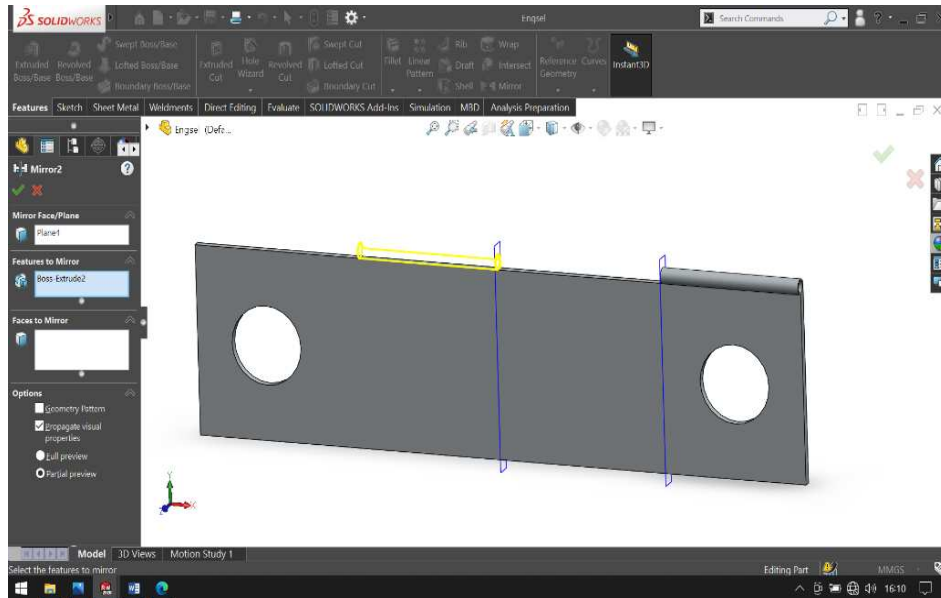 SOLIDWORKS
Engsel
Search Commands
Extruded Boss/Base
Revolved Boss/Base
Swept Boss/Base
Lofted Boss/Base
Boundary Boss/Base
Extruded Cut
Hole Wizard
Revolved Cut
Swept Cut
Lofted Cut
Boundary Cut
Fillet
Linear Pattern
Rib
Draft
Shell
Wrap
Intersect
Mirror
Reference Geometry
Curves
Instant3D
Features Sketch Sheet Metal Weldments Direct Editing Evaluate SOLIDWORKS Add-Ins Simulation MBD Analysis Preparation
Engsel (Defa...
Mirror2
Mirror Face/Plane
Plane1
Features to Mirror
Boss-Extrude2
Faces to Mirror
Options
Geometry Pattern
Propagate visual
properties
Full preview
Partial preview
Y
X
Z
Model 3D Views Motion Study 1
Select the features to mirror
Editing Part
MMGS
16:10